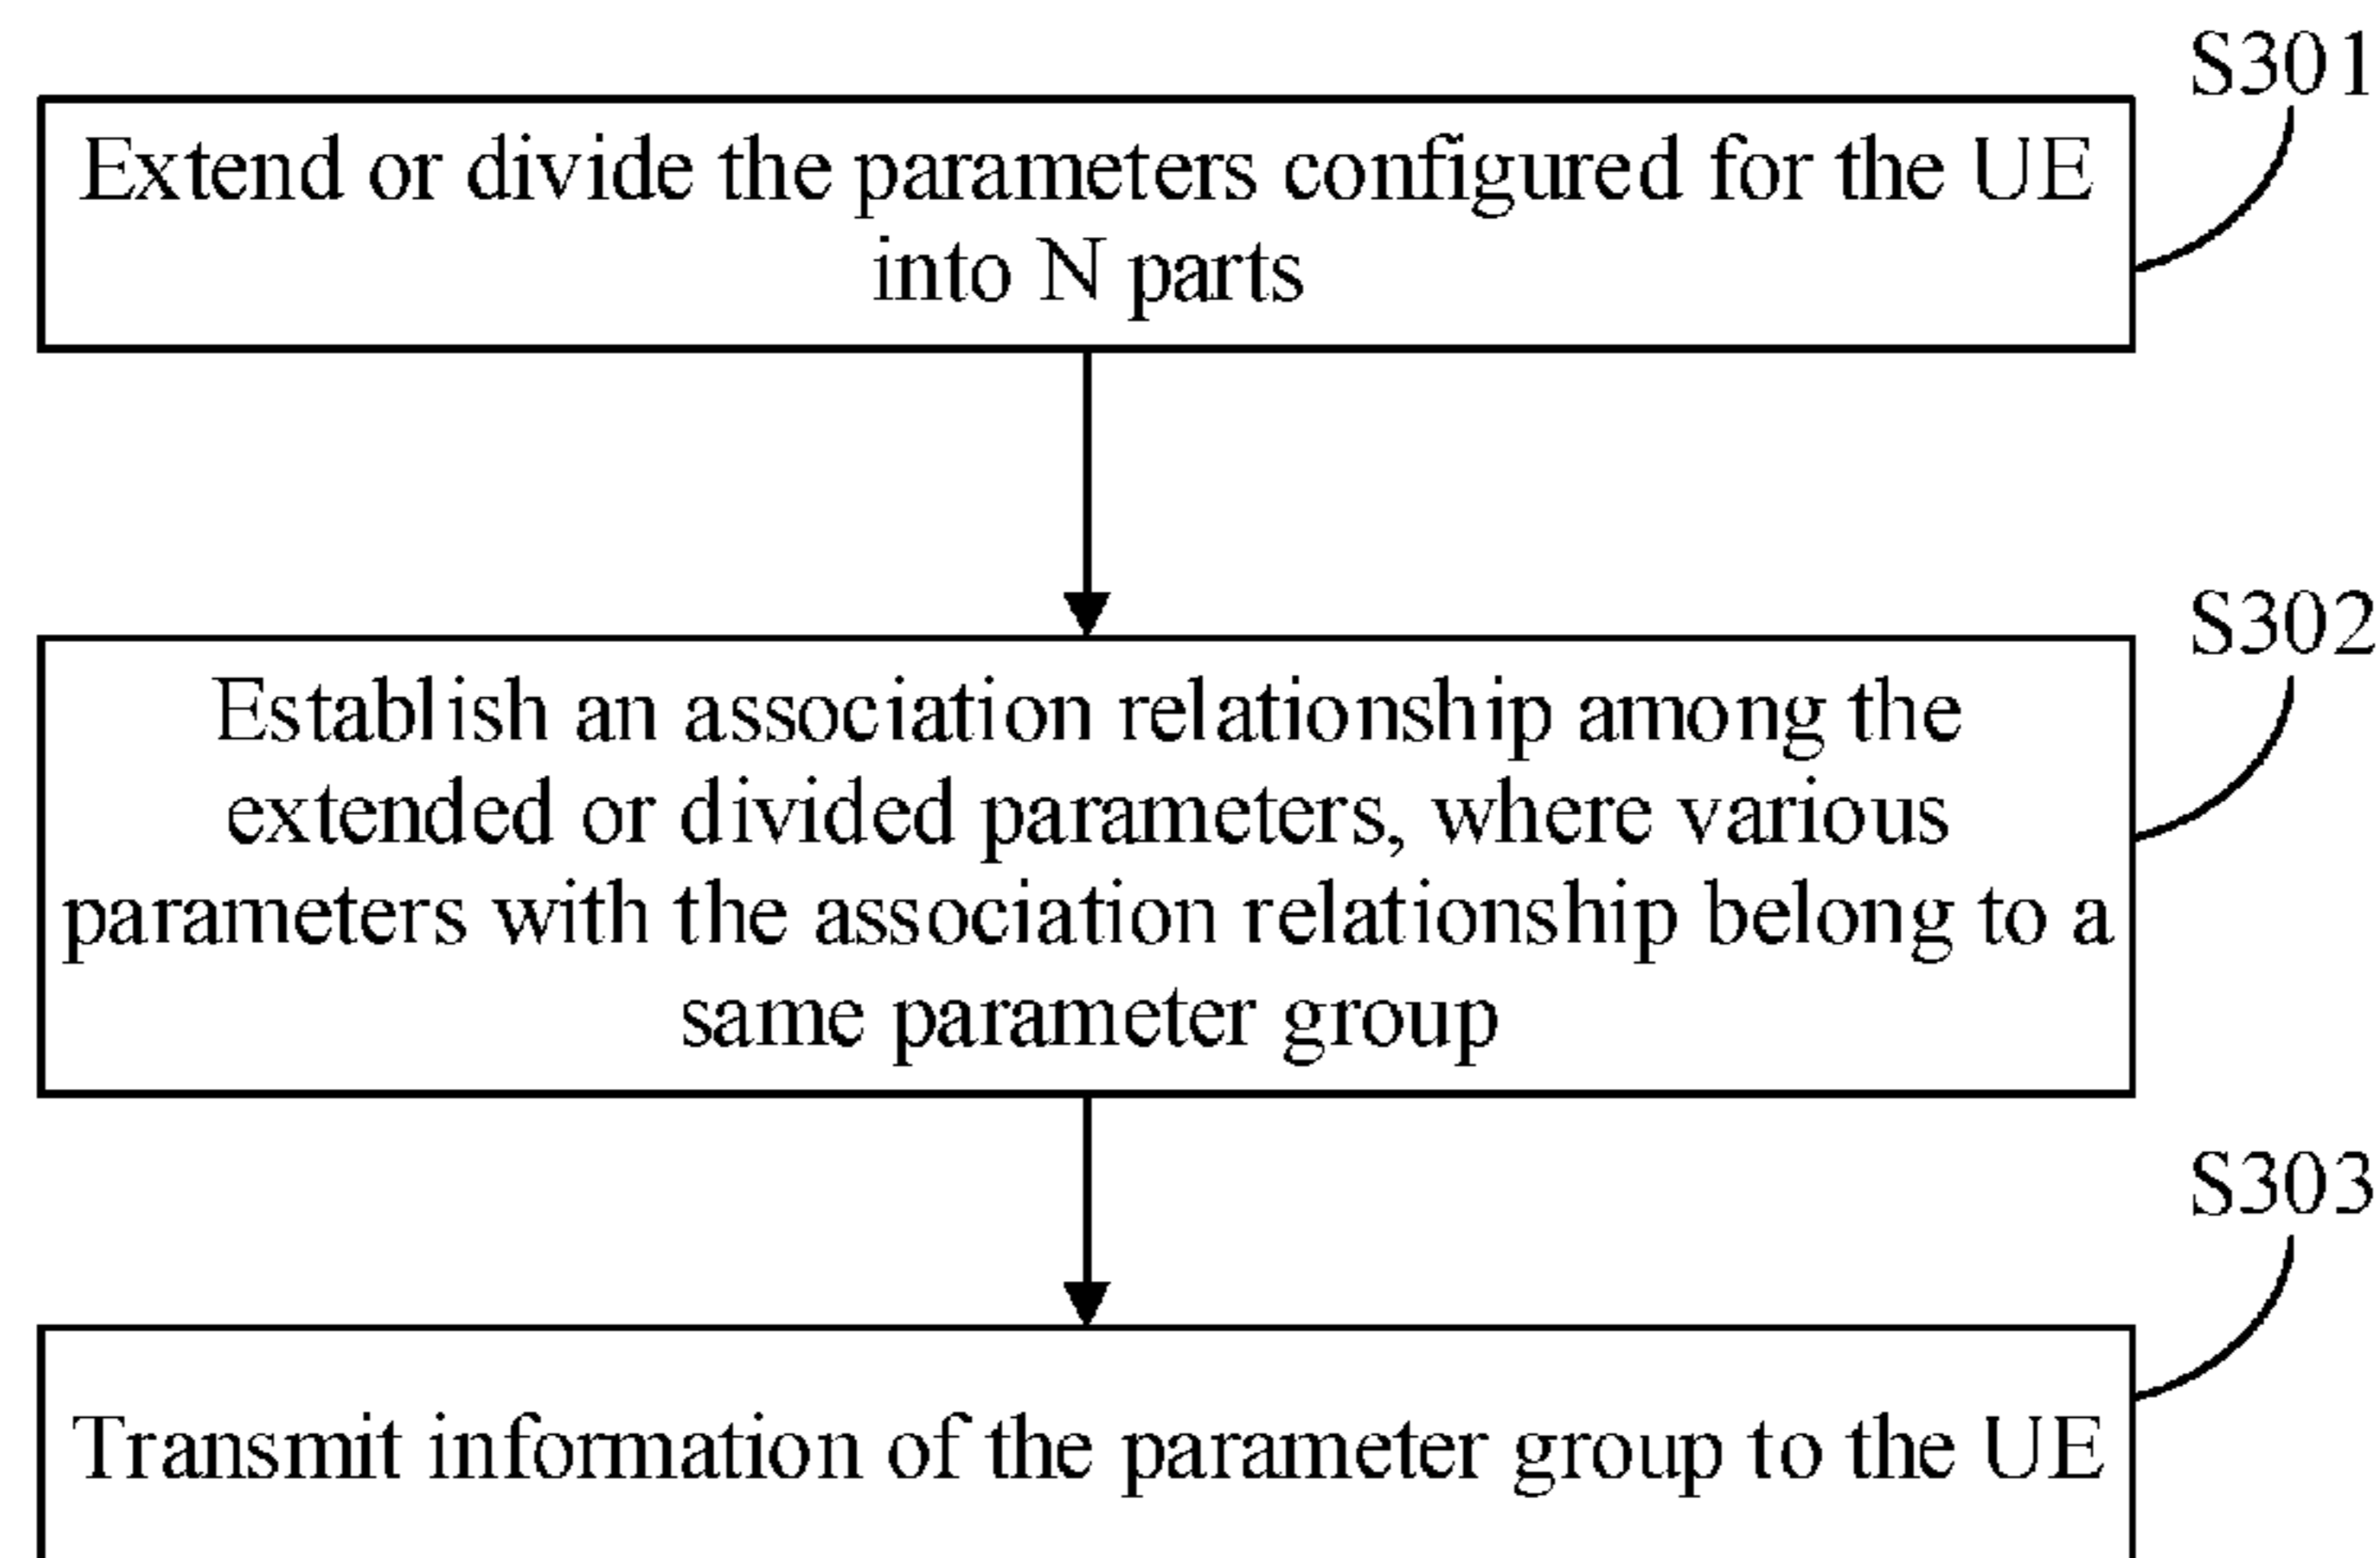 S301
Extend or divide the parameters configured for the UE
into N parts
S302
Establish an association relationship among the
extended or divided parameters, where various
parameters with the association relationship belong to a
same parameter group
S303
Transmit information of the parameter group to the UE